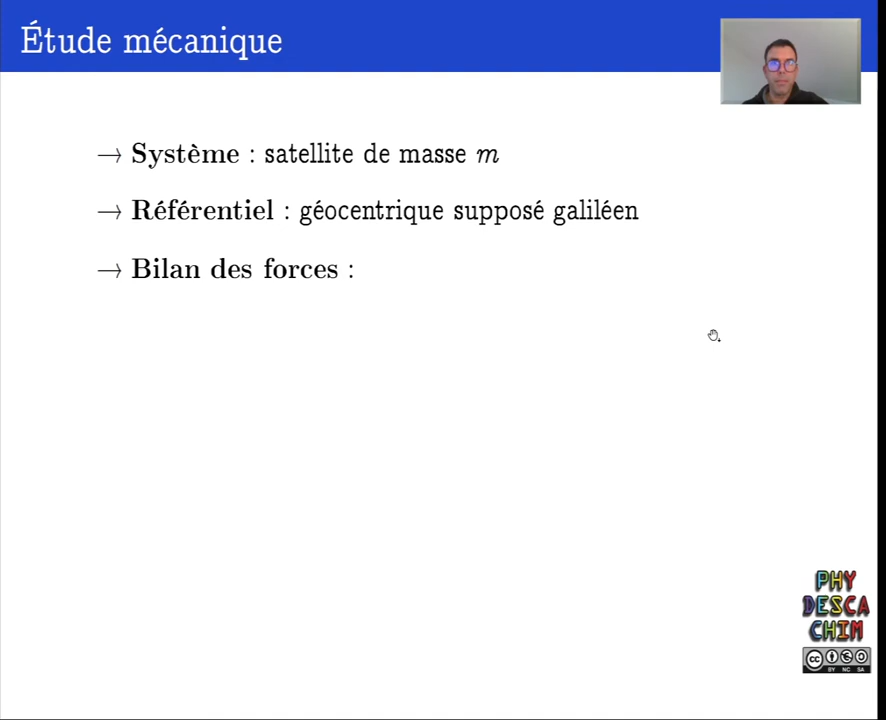 Étude mécanique
→ Système : satellite de masse m
→ Référentiel : géocentrique supposé galiléen
→ Bilan des forces :
PHY
DESCA
CHIM
cc
BY NC SA